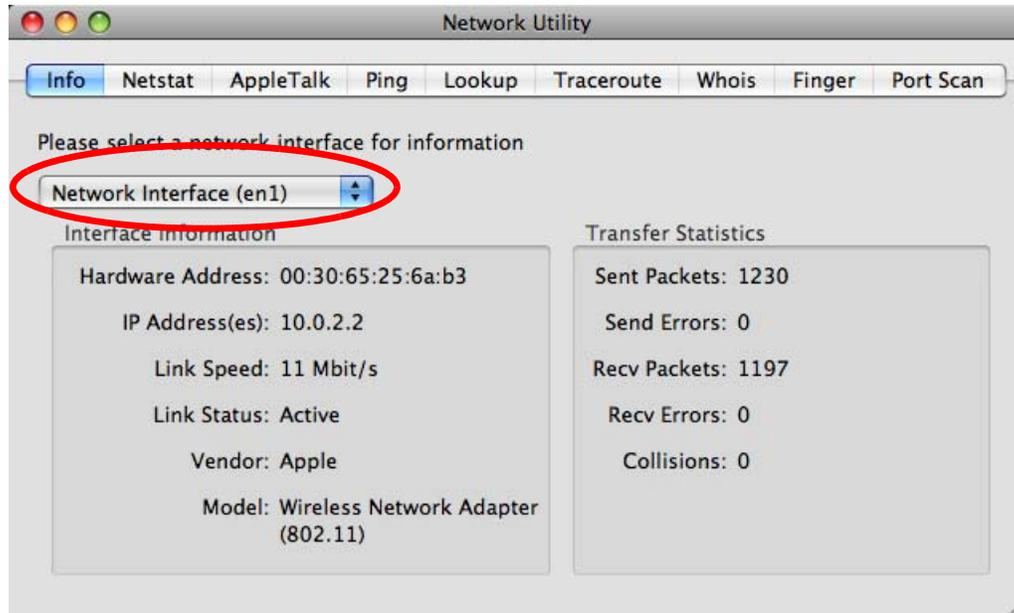 Network Utility
Info Netstat AppleTalk Ping Lookup Traceroute Whois Finger Port Scan
Please select a network interface for information
Network Interface (en1)
Interface Information
Hardware Address: 00:30:65:25:6a:b3
IP Address(es): 10.0.2.2
Link Speed: 11 Mbit/s
Link Status: Active
Vendor: Apple
Model: Wireless Network Adapter
(802.11)
Transfer Statistics
Sent Packets: 1230
Send Errors: 0
Recv Packets: 1197
Recv Errors: 0
Collisions: 0